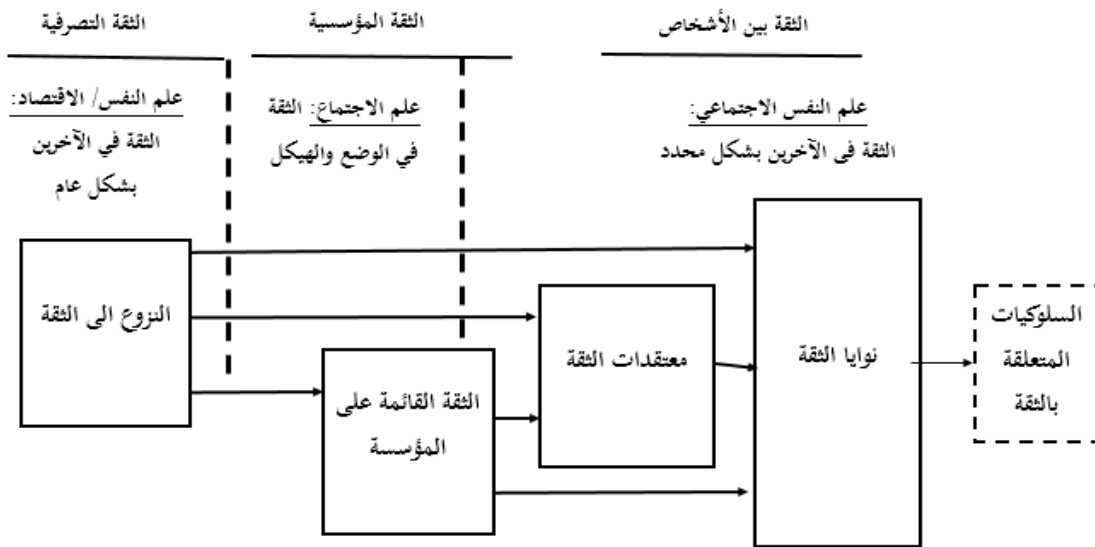 الثقة بين الأشخاص
الثقة المؤسسية
الثقة التصرفية
علم النفس الاجتماعي:
الثقة فى الآخرين بشكل محدد
علم الاجتماع: الثقة
في الوضع والهيكل
علم النفس/ الاقتصاد:
الثقة في الآخرين
بشكل عام
النزوع الى الثقة
الثقة القائمة على
المؤسسة
معتقدات الثقة
نوايا الثقة
السلوكيات
المتعلقة
بالثقة